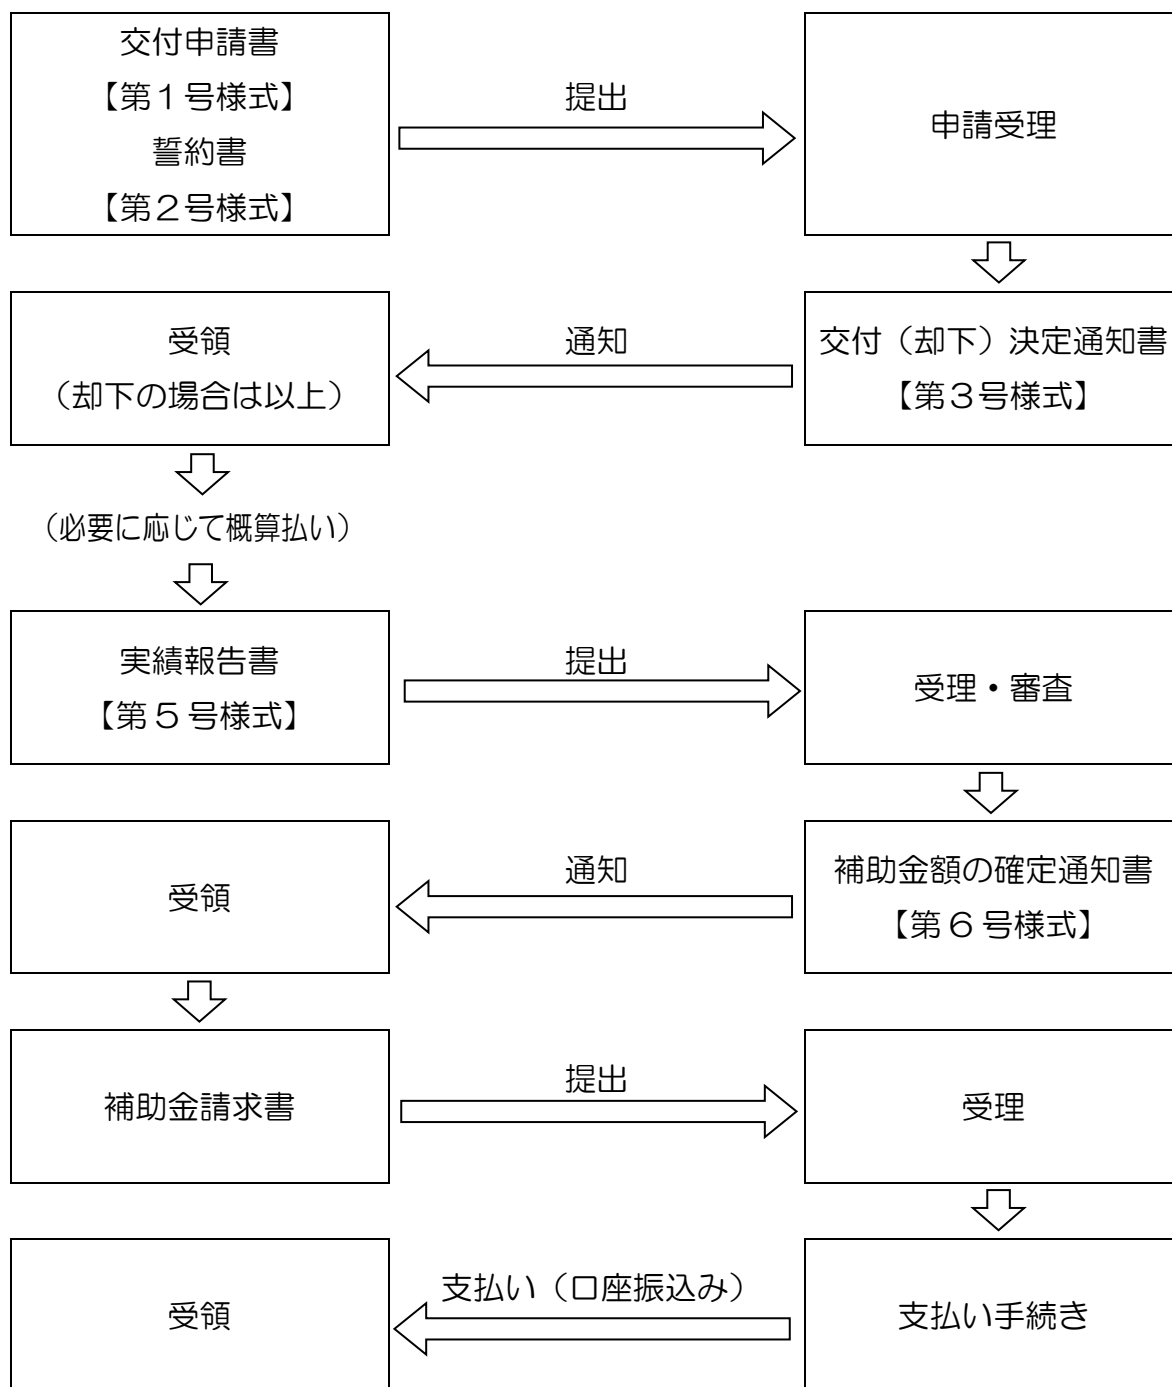 交付申請書
【第１号様式】
誓約書
【第２号様式】
提出
申請受理
受領
（却下の場合は以上）
通知
交付（却下）決定通知書
【第３号様式】
（必要に応じて概算払い）
実績報告書
【第５号様式】
提出
受理・審査
受領
通知
補助金額の確定通知書
【第６号様式】
補助金請求書
提出
受理
受領
支払い（口座振込み）
支払い手続き